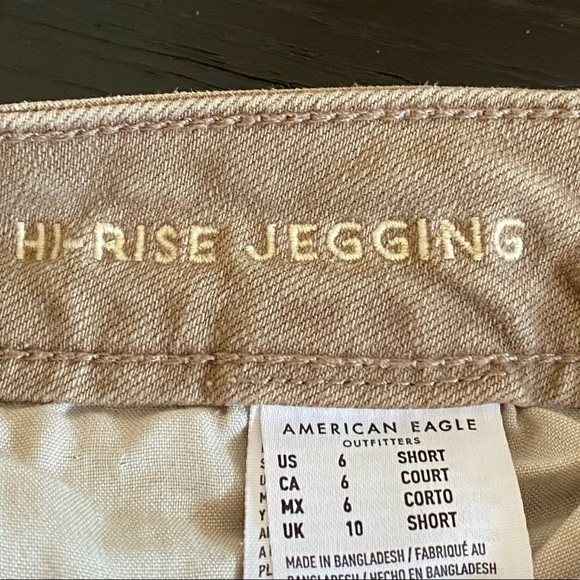 HI-RISE JEGGING
AMERICAN EAGLE
OUTFITTERS
US 6 SHORT
CA 6 COURT
MX 6 CORTO
UK 10 SHORT
MADE IN BANGLADESH / FABRIQUÉ AU
BANGLADESH / HECHO EN BANGLADESH